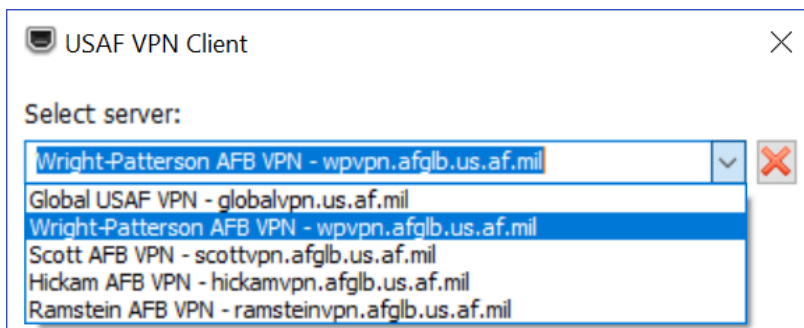 USAF VPN Client
Select server:
Wright-Patterson AFB VPN - wpvpn.afglb.us.af.mil
Global USAF VPN - globalvpn.us.af.mil
Wright-Patterson AFB VPN - wpvpn.afglb.us.af.mil
Scott AFB VPN - scottvpn.afglb.us.af.mil
Hickam AFB VPN - hickamvpn.afglb.us.af.mil
Ramstein AFB VPN - ramsteinvpn.afglb.us.af.mil